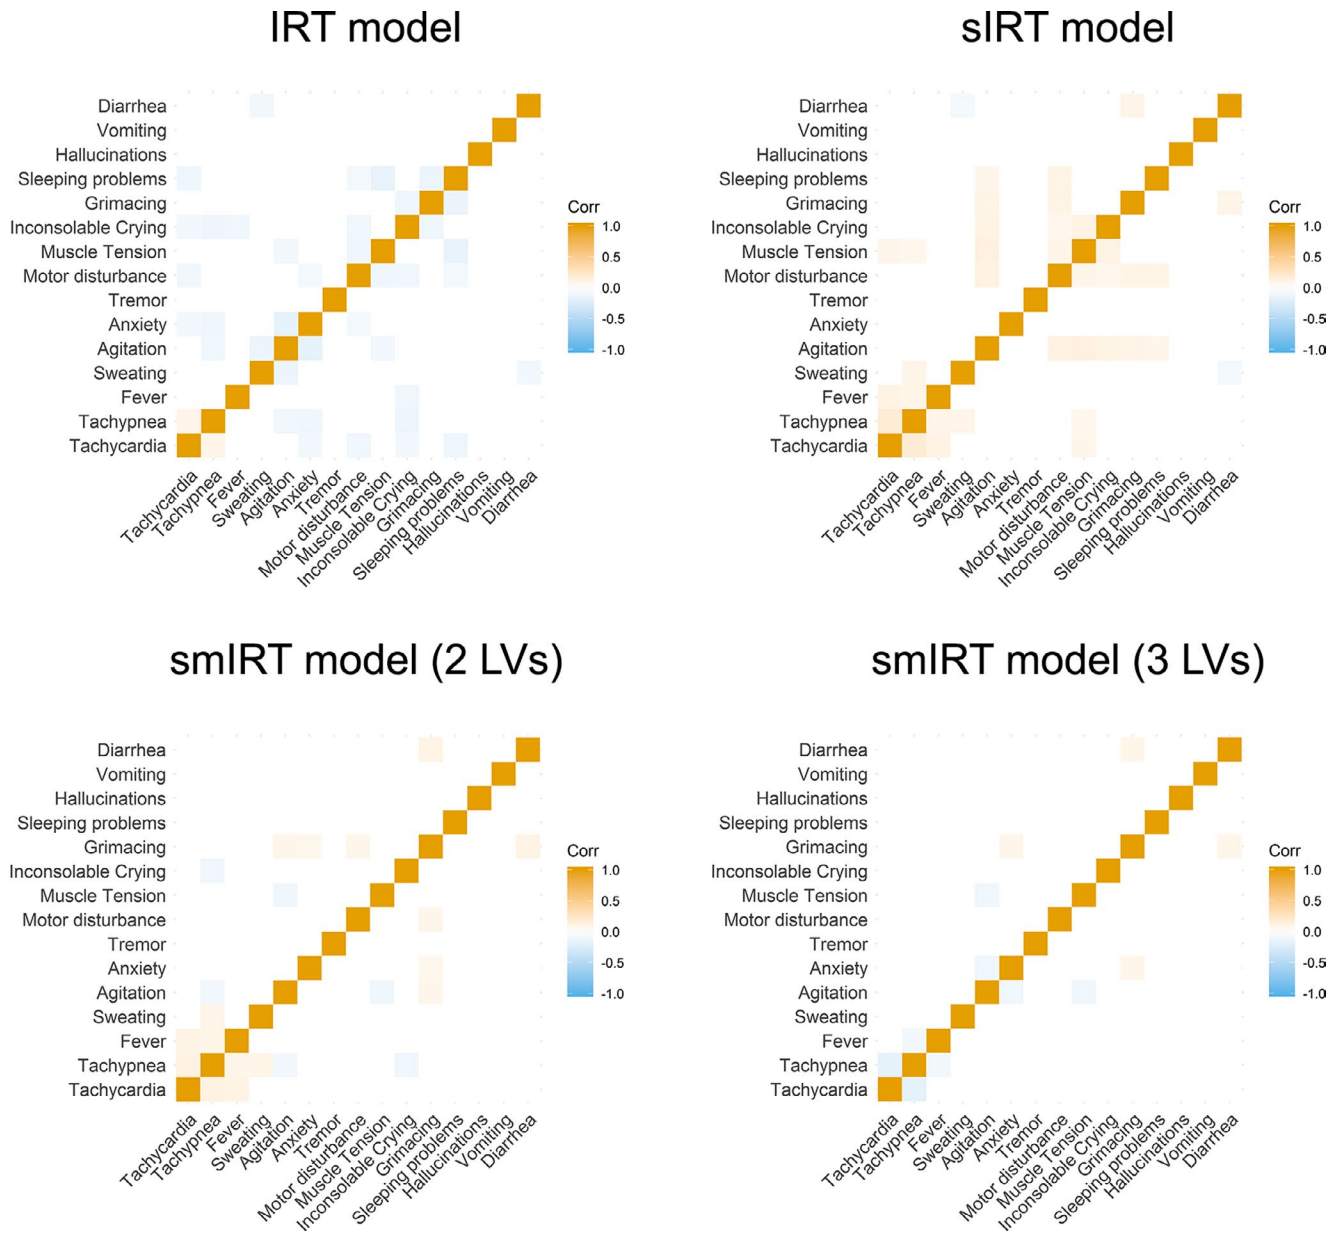 IRT model
Diarrhea
Vomiting
Hallucinations
Sleeping problems
Grimacing
Inconsolable Crying
Muscle Tension
Motor disturbance
Tremor
Anxiety
Agitation
Sweating
Fever
Tachypnea
Tachycardia
Tachycardia
Tachypnea
Fever
Sweating
Agitation
Anxiety
Tremor
Motor disturbance
Muscle Tension
Inconsolable Crying
Grimacing
Sleeping problems
Hallucinations
Vomiting
Diarrhea
Corr
1.0
0.5
0.0
-0.5
-1.0
sIRT model
Diarrhea
Vomiting
Hallucinations
Sleeping problems
Grimacing
Inconsolable Crying
Muscle Tension
Motor disturbance
Tremor
Anxiety
Agitation
Sweating
Fever
Tachypnea
Tachycardia
Tachycardia
Tachypnea
Fever
Sweating
Agitation
Anxiety
Tremor
Motor disturbance
Muscle Tension
Inconsolable Crying
Grimacing
Sleeping problems
Hallucinations
Vomiting
Diarrhea
Corr
1.0
0.5
0.0
-0.5
-1.0
smIRT model (2 LVs)
Diarrhea
Vomiting
Hallucinations
Sleeping problems
Grimacing
Inconsolable Crying
Muscle Tension
Motor disturbance
Tremor
Anxiety
Agitation
Sweating
Fever
Tachypnea
Tachycardia
Tachycardia
Tachypnea
Fever
Sweating
Agitation
Anxiety
Tremor
Motor disturbance
Muscle Tension
Inconsolable Crying
Grimacing
Sleeping problems
Hallucinations
Vomiting
Diarrhea
Corr
1.0
0.5
0.0
-0.5
-1.0
smIRT model (3 LVs)
Diarrhea
Vomiting
Hallucinations
Sleeping problems
Grimacing
Inconsolable Crying
Muscle Tension
Motor disturbance
Tremor
Anxiety
Agitation
Sweating
Fever
Tachypnea
Tachycardia
Tachycardia
Tachypnea
Fever
Sweating
Agitation
Anxiety
Tremor
Motor disturbance
Muscle Tension
Inconsolable Crying
Grimacing
Sleeping problems
Hallucinations
Vomiting
Diarrhea
Corr
1.0
0.5
0.0
-0.5
-1.0